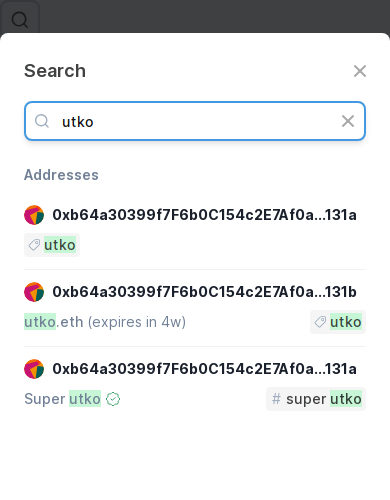 Search
utko
Addresses
0xb64a30399f7F6b0C154c2E7Af0a...131a
utko
0xb64a30399f7F6b0C154c2E7Af0a...131b
utko.eth (expires in 4w) utko
0xb64a30399f7F6b0C154c2E7Af0a...131a
Super utko # super utko